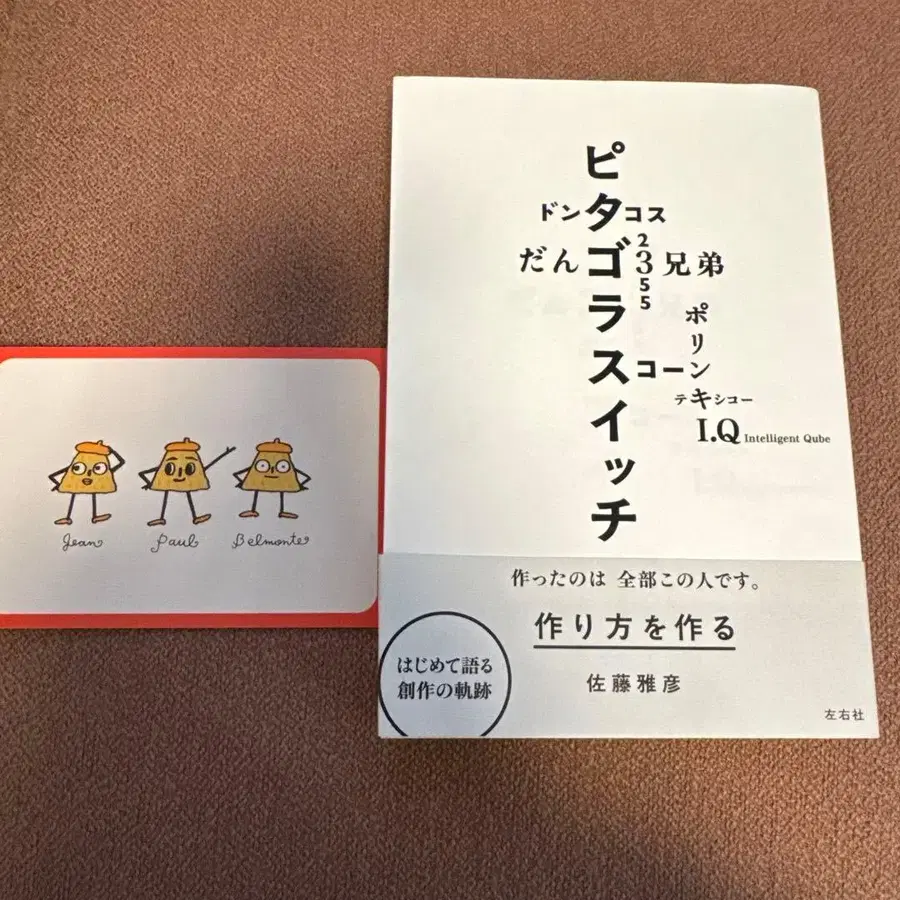 Jean
Paul
Belmonte
ピタゴラスイッチ
ドンタコス
だんゴ3兄弟
2355
ポリンキー
スコーン
テキシコー
I.Q Intelligent Qube
作ったのは 全部この人です。
作り方を作る
佐藤雅彦
はじめて語る
創作の軌跡
左右社